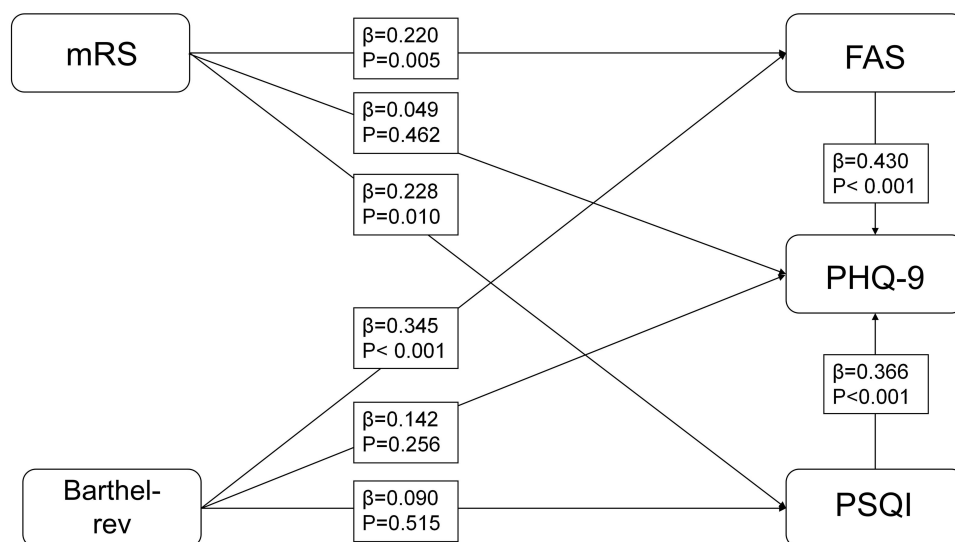 mRS
β=0.220
P=0.005
FAS
β=0.049
P=0.462
β=0.430
P< 0.001
β=0.228
P=0.010
PHQ-9
β=0.345
P< 0.001
β=0.366
P<0.001
β=0.142
P=0.256
Barthel-
rev
β=0.090
P=0.515
PSQI